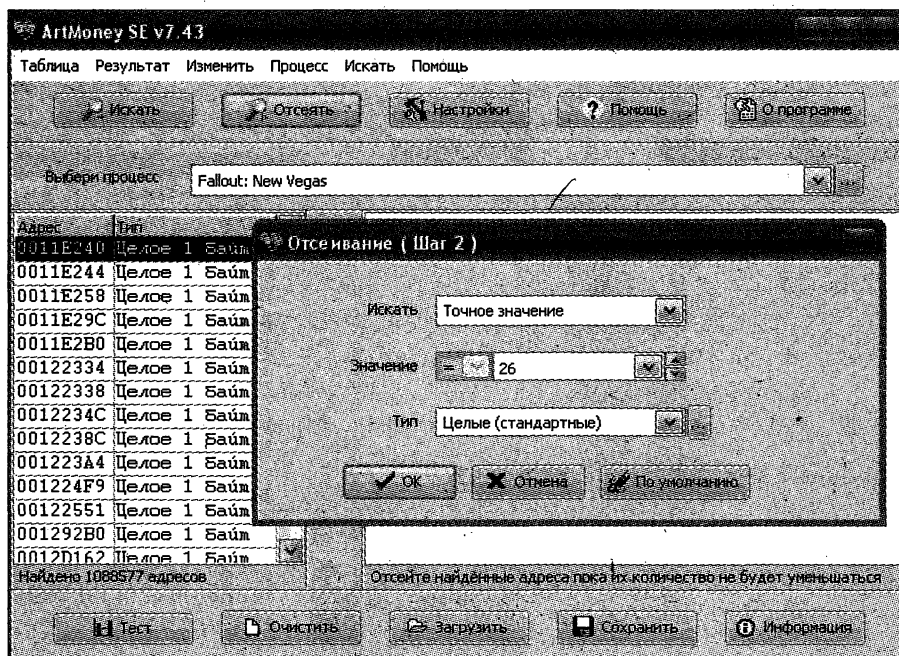 ArtMoney SE v7.43
Таблица Результат Изменить Процесс Искать Помощь
Искать Отсеять Настройки Помощь О программе
Выбери процесс Fallout: New Vegas ...
Адрес Тип
0011E240 Целое 1 Байт
0011E244 Целое 1 Байт
0011E258 Целое 1 Байт
0011E29C Целое 1 Байт
0011E2B0 Целое 1 Байт
00122334 Целое 1 Байт
00122338 Целое 1 Байт
0012234C Целое 1 Байт
0012238C Целое 1 Байт
001223A4 Целое 1 Байт
001224F9 Целое 1 Байт
00122551 Целое 1 Байт
001292B0 Целое 1 Байт
0012D162 Целое 1 Байт
Отсеивание ( Шаг 2 )
Искать Точное значение
Значение = 26
Тип Целые (стандартные) ...
OK Отмена По умолчанию
Найдено 1088577 адресов Отсейте найденные адреса пока их количество не будет уменьшаться
Тест Очистить Загрузить Сохранить Информация